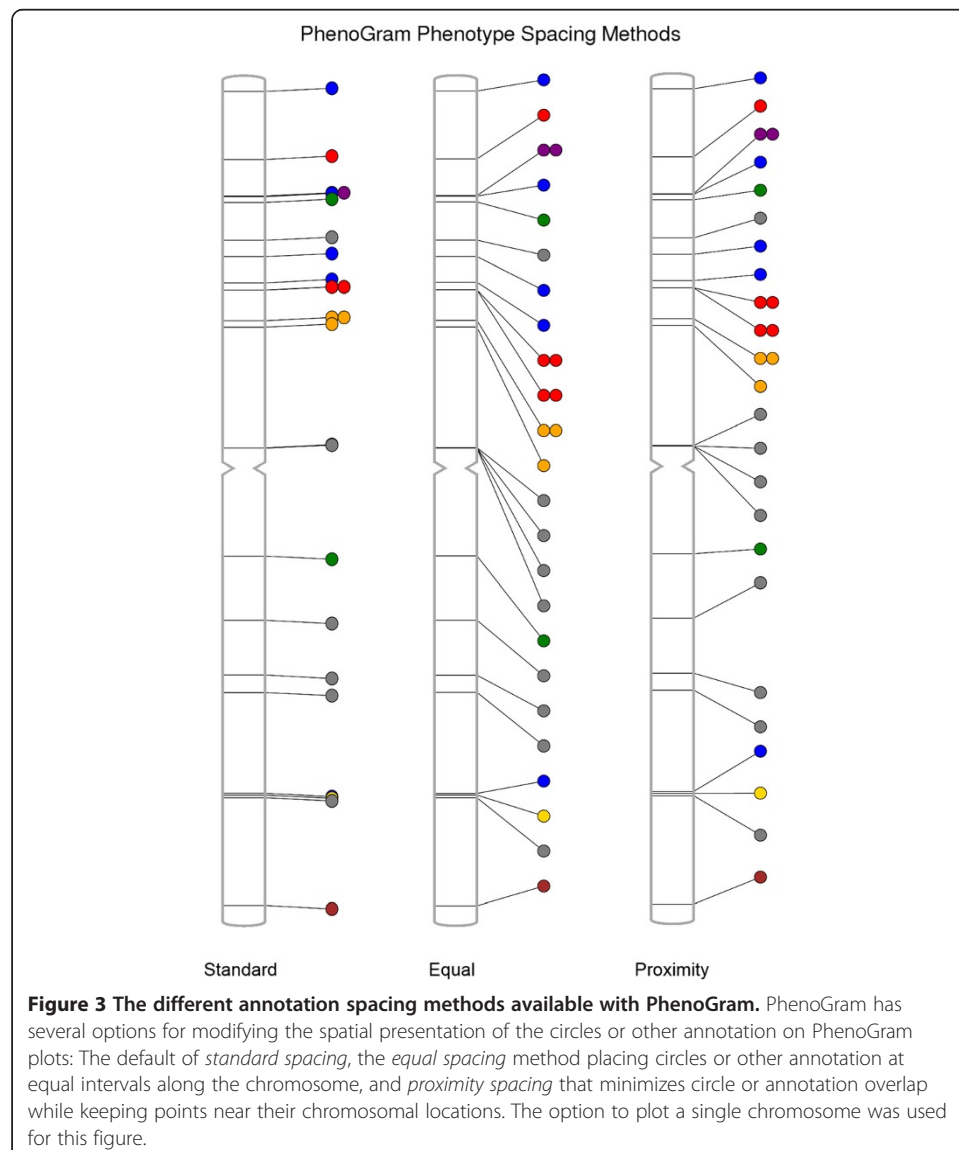 PhenoGram Phenotype Spacing Methods
Standard
Equal
Proximity
Figure 3 The different annotation spacing methods available with PhenoGram. PhenoGram has
several options for modifying the spatial presentation of the circles or other annotation on PhenoGram
plots: The default of standard spacing, the equal spacing method placing circles or other annotation at
equal intervals along the chromosome, and proximity spacing that minimizes circle or annotation overlap
while keeping points near their chromosomal locations. The option to plot a single chromosome was used
for this figure.